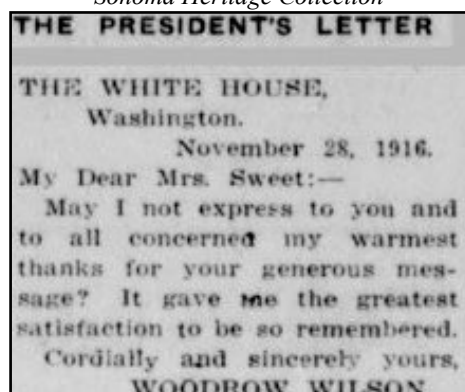 Sonoma Heritage Collection
THE PRESIDENT'S LETTER
THE WHITE HOUSE,
Washington.
November 28, 1916.
My Dear Mrs. Sweet:—
May I not express to you and
to all concerned my warmest
thanks for your generous mes-
sage? It gave me the greatest
satisfaction to be so remembered.
Cordially and sincerely yours,
WOODROW WILSON